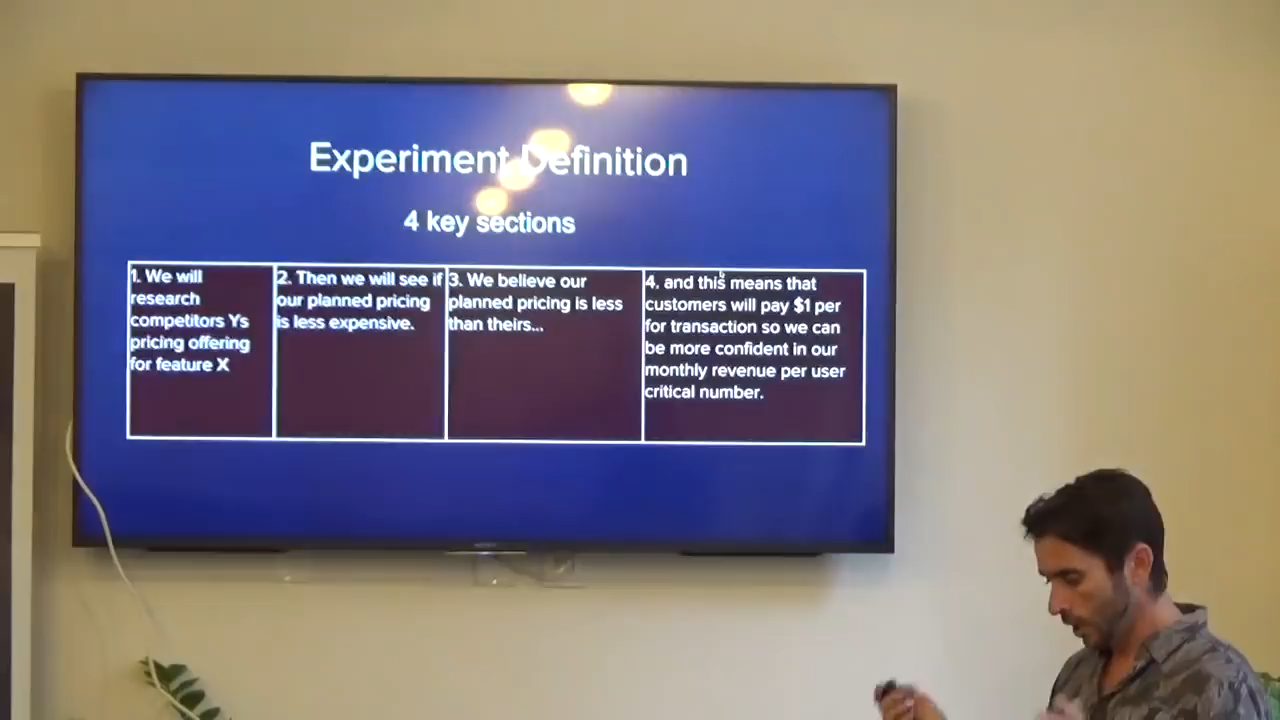 Experiment Definition
4 key sections
1. We will
research
competitors Ys
pricing offering
for feature X
2. Then we will see if
our planned pricing
is less expensive.
3. We believe our
planned pricing is less
than theirs...
4. and this means that
customers will pay $1 per
for transaction so we can
be more confident in our
monthly revenue per user
critical number.